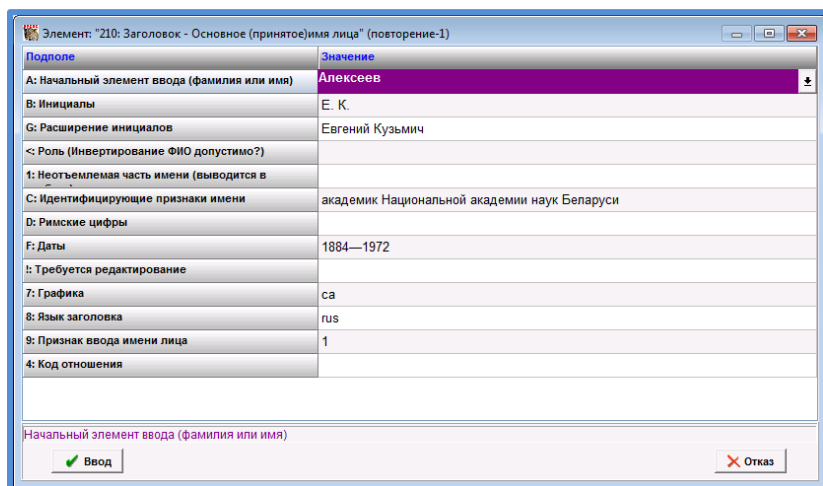 Элемент: "210: Заголовок - Основное (принятое)имя лица" (повторение-1)
Подполе Значение
A: Начальный элемент ввода (фамилия или имя) Алексеев
B: Инициалы Е. К.
G: Расширение инициалов Евгений Кузьмич
<: Роль (Инвертирование ФИО допустимо?)
1: Неотъемлемая часть имени (выводится в
C: Идентифицирующие признаки имени академик Национальной академии наук Беларуси
D: Римские цифры
F: Даты 1884—1972
!: Требуется редактирование
7: Графика ca
8: Язык заголовка rus
9: Признак ввода имени лица 1
4: Код отношения
Начальный элемент ввода (фамилия или имя)
Ввод Отказ